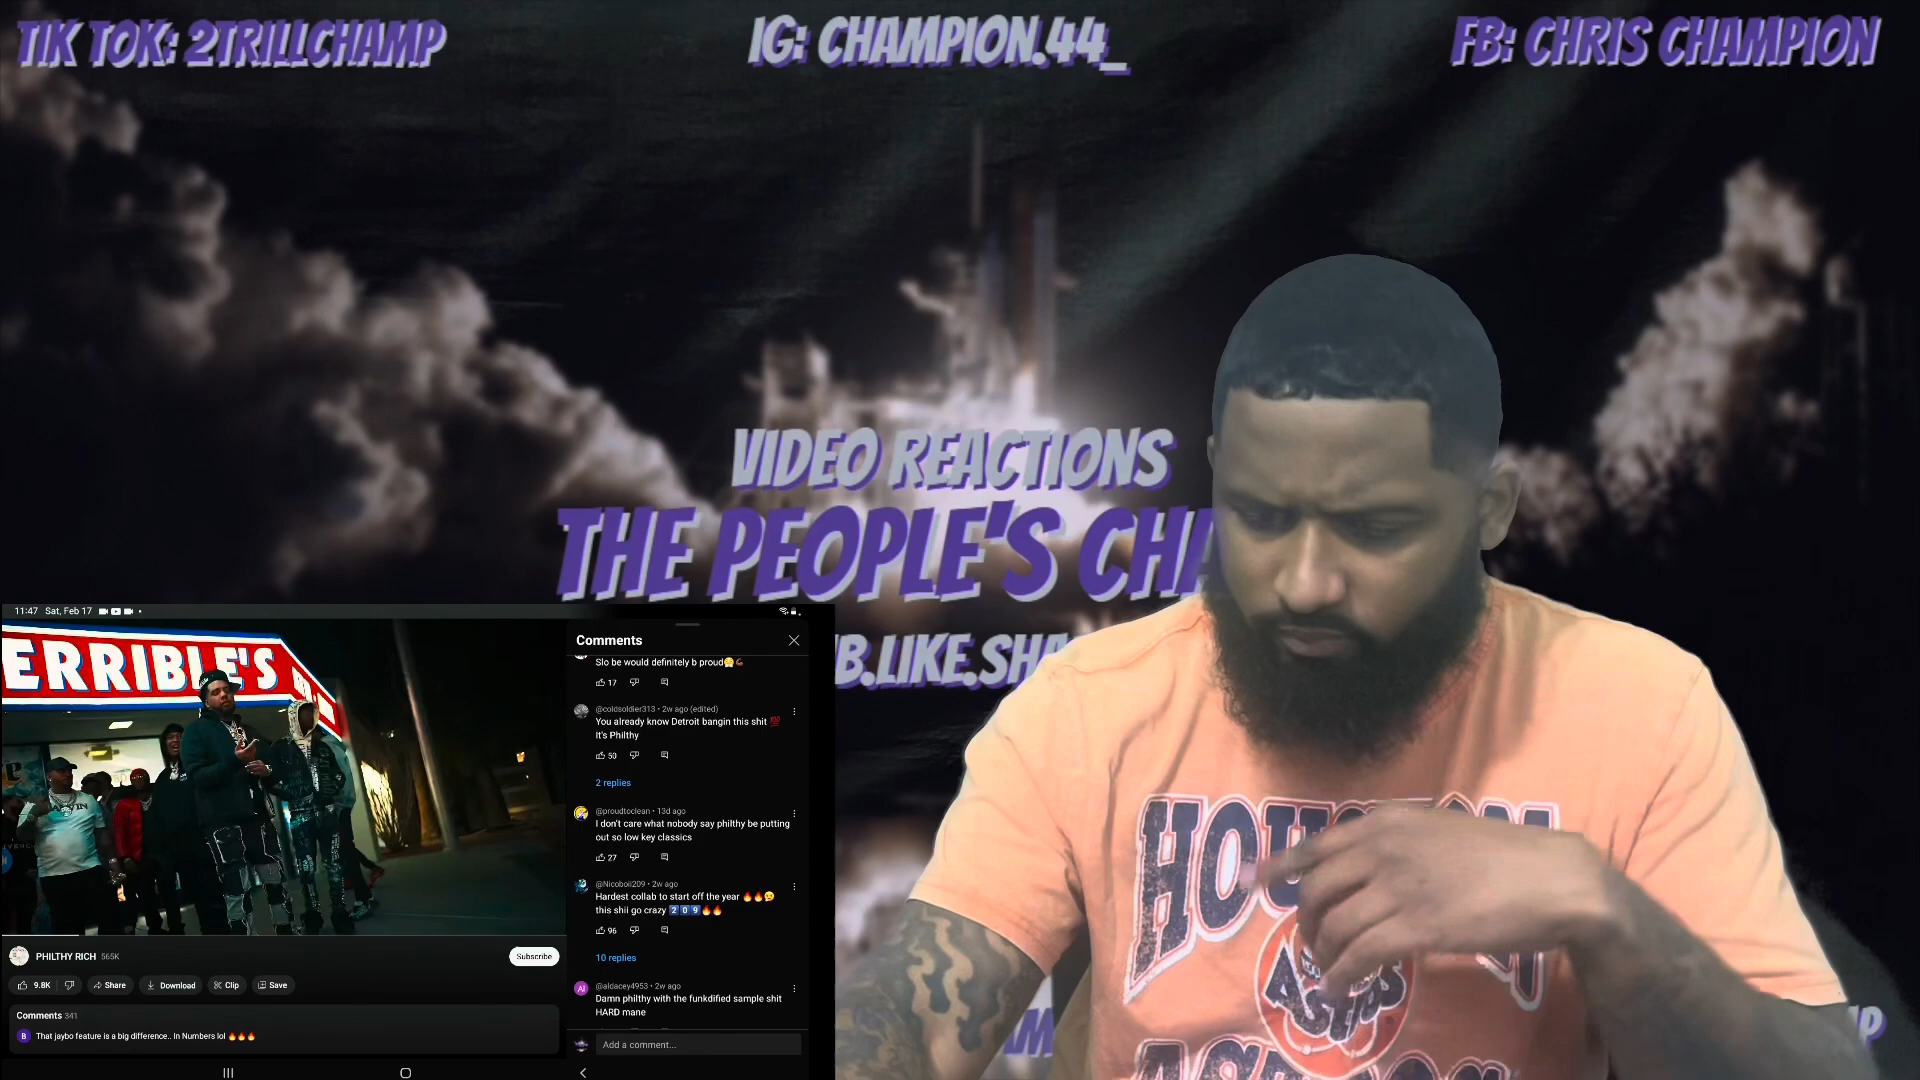 TIK TOK: 2TRILLCHAMP
IG: CHAMPION.44_
FB: CHRIS CHAMPION
VIDEO REACTIONS
THE PEOPLE'S
11:47 Sat, Feb 17
ERRIBLE'S
Comments
Slo be would definitely b proud
17
@coldsoldier313 • 2w ago (edited)
You already know Detroit bangin this shit 💯
It's Philthy
50
2 replies
@proudtoclean • 13d ago
I don't care what nobody say philthy be putting
out so low key classics
27
@Nicoboii209 • 2w ago
Hardest collab to start off the year 🔥🔥
this shii go crazy 2 0 9 🔥🔥
96
10 replies
@aldacey4953 • 2w ago
Damn philthy with the funkdified sample shit
HARD mane
Add a comment...
PHILTHY RICH 565K
Subscribe
9.8K
Share
Download
Clip
Save
Comments 341
B
That jaybo feature is a big difference.. In Numbers lol 🔥🔥🔥
B.LIKE.SHA
HOU
AS